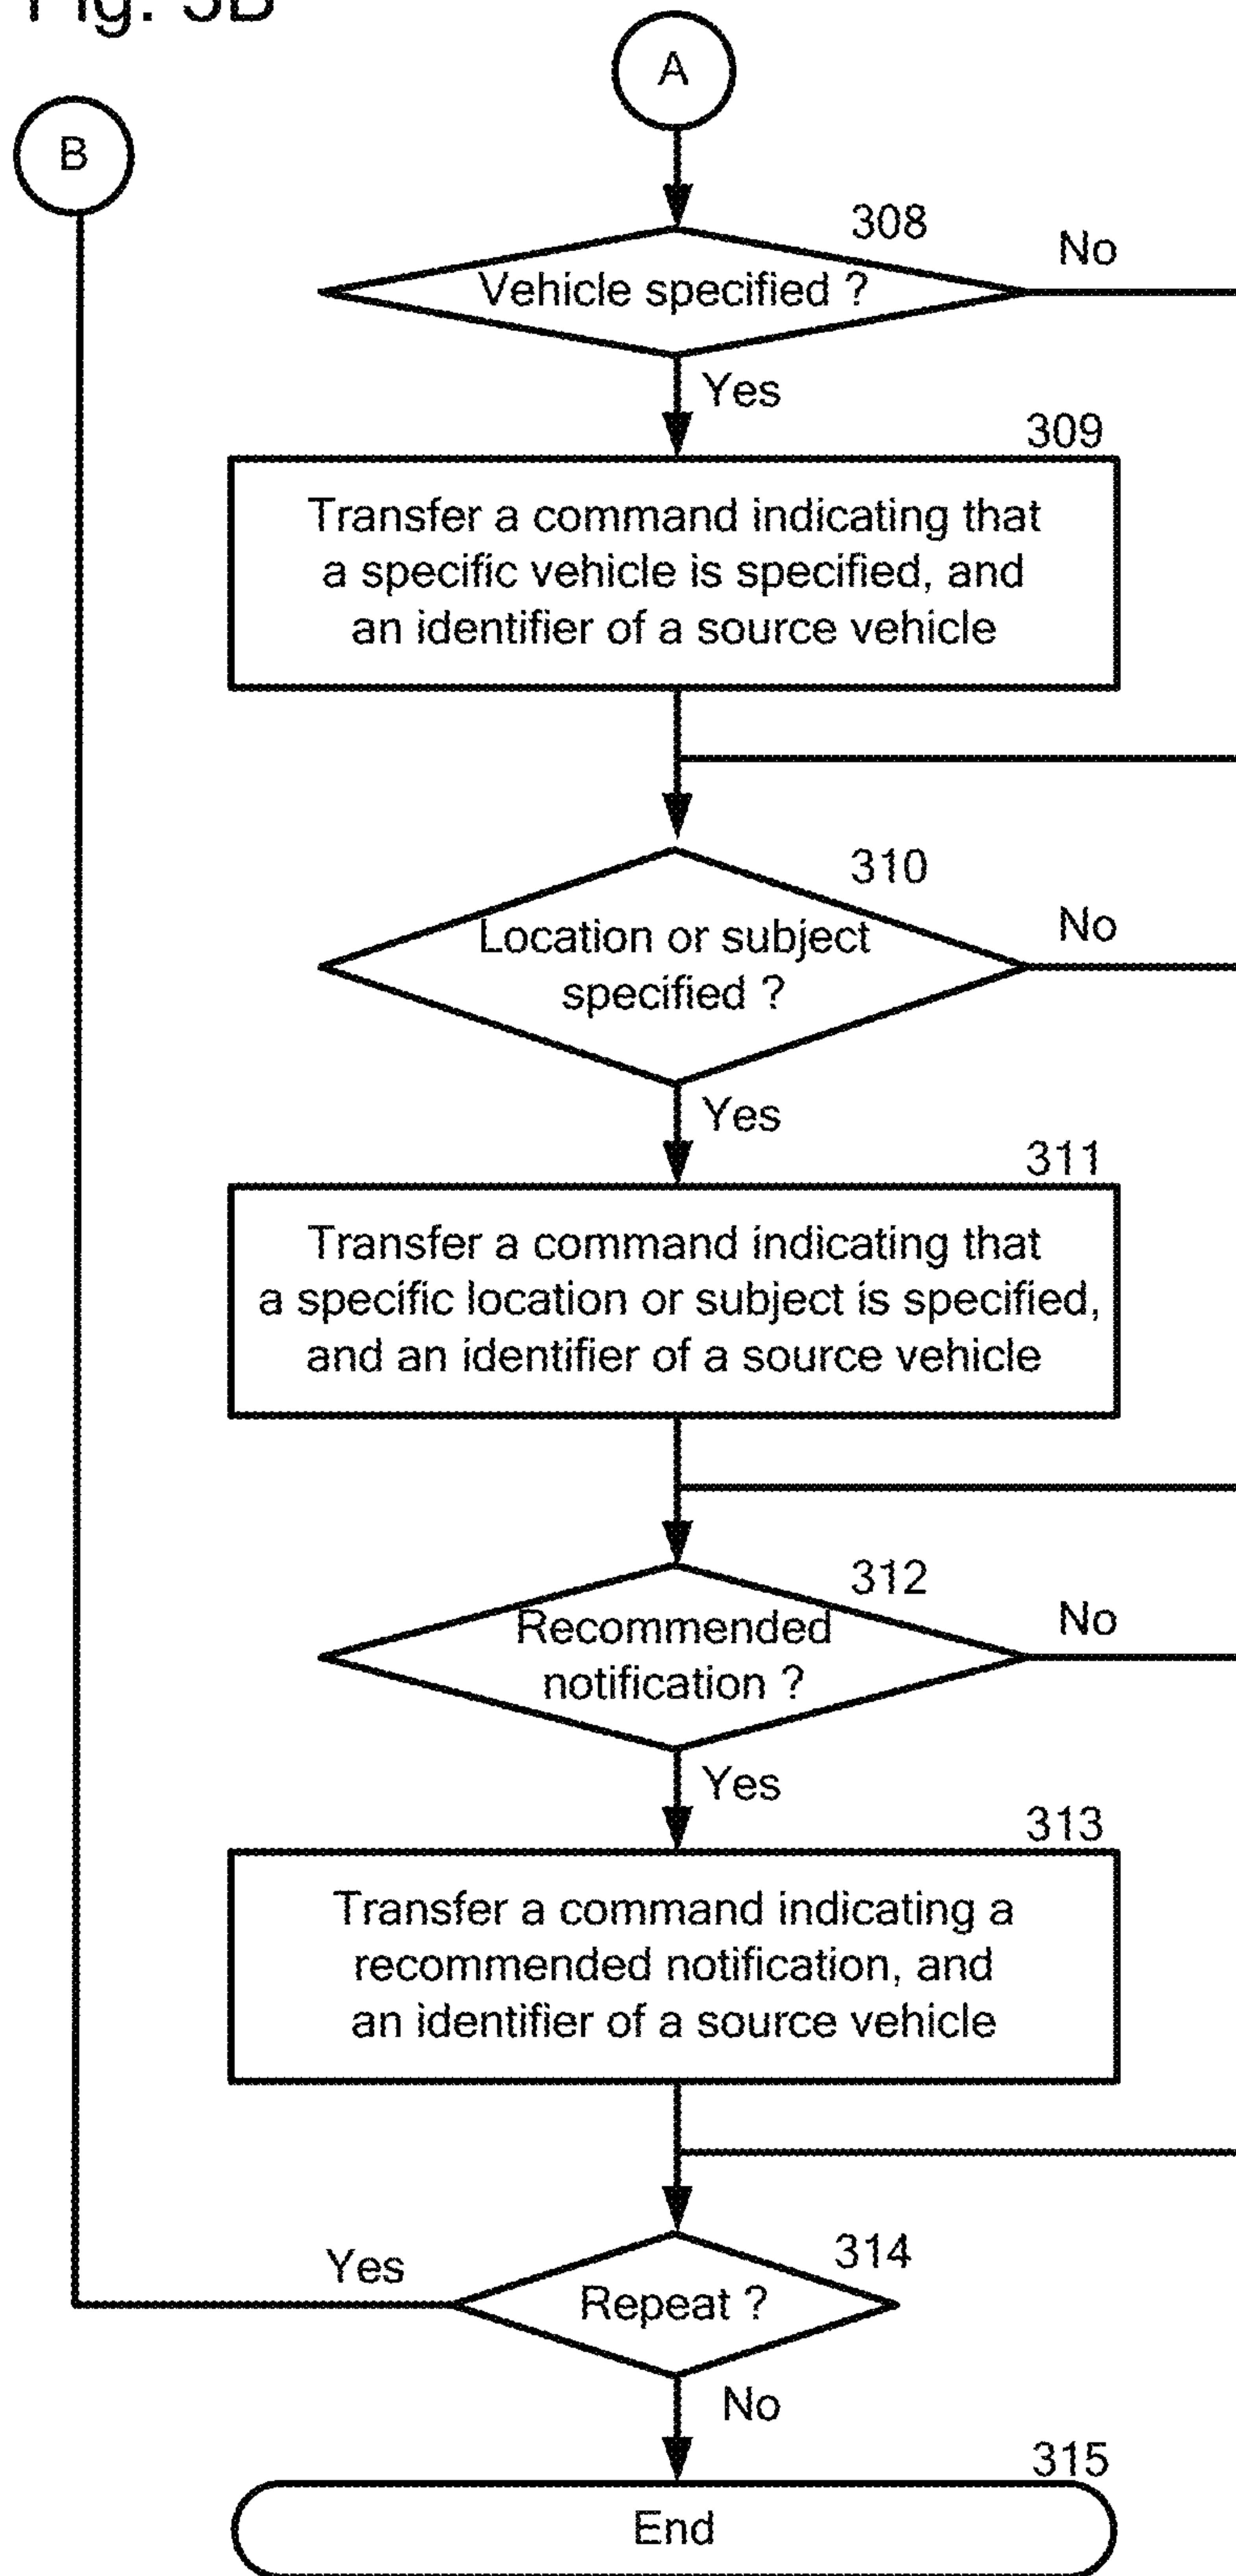 Fig. 3B
A
B
308
No
Vehicle specified ?
Yes
309
Transfer a command indicating that
a specific vehicle is specified, and
an identifier of a source vehicle
310
No
Location or subject
specified ?
Yes
311
Transfer a command indicating that
a specific location or subject is specified,
and an identifier of a source vehicle
312
No
Recommended
notification ?
Yes
313
Transfer a command indicating a
recommended notification, and
an identifier of a source vehicle
314
Yes
Repeat ?
No
315
End